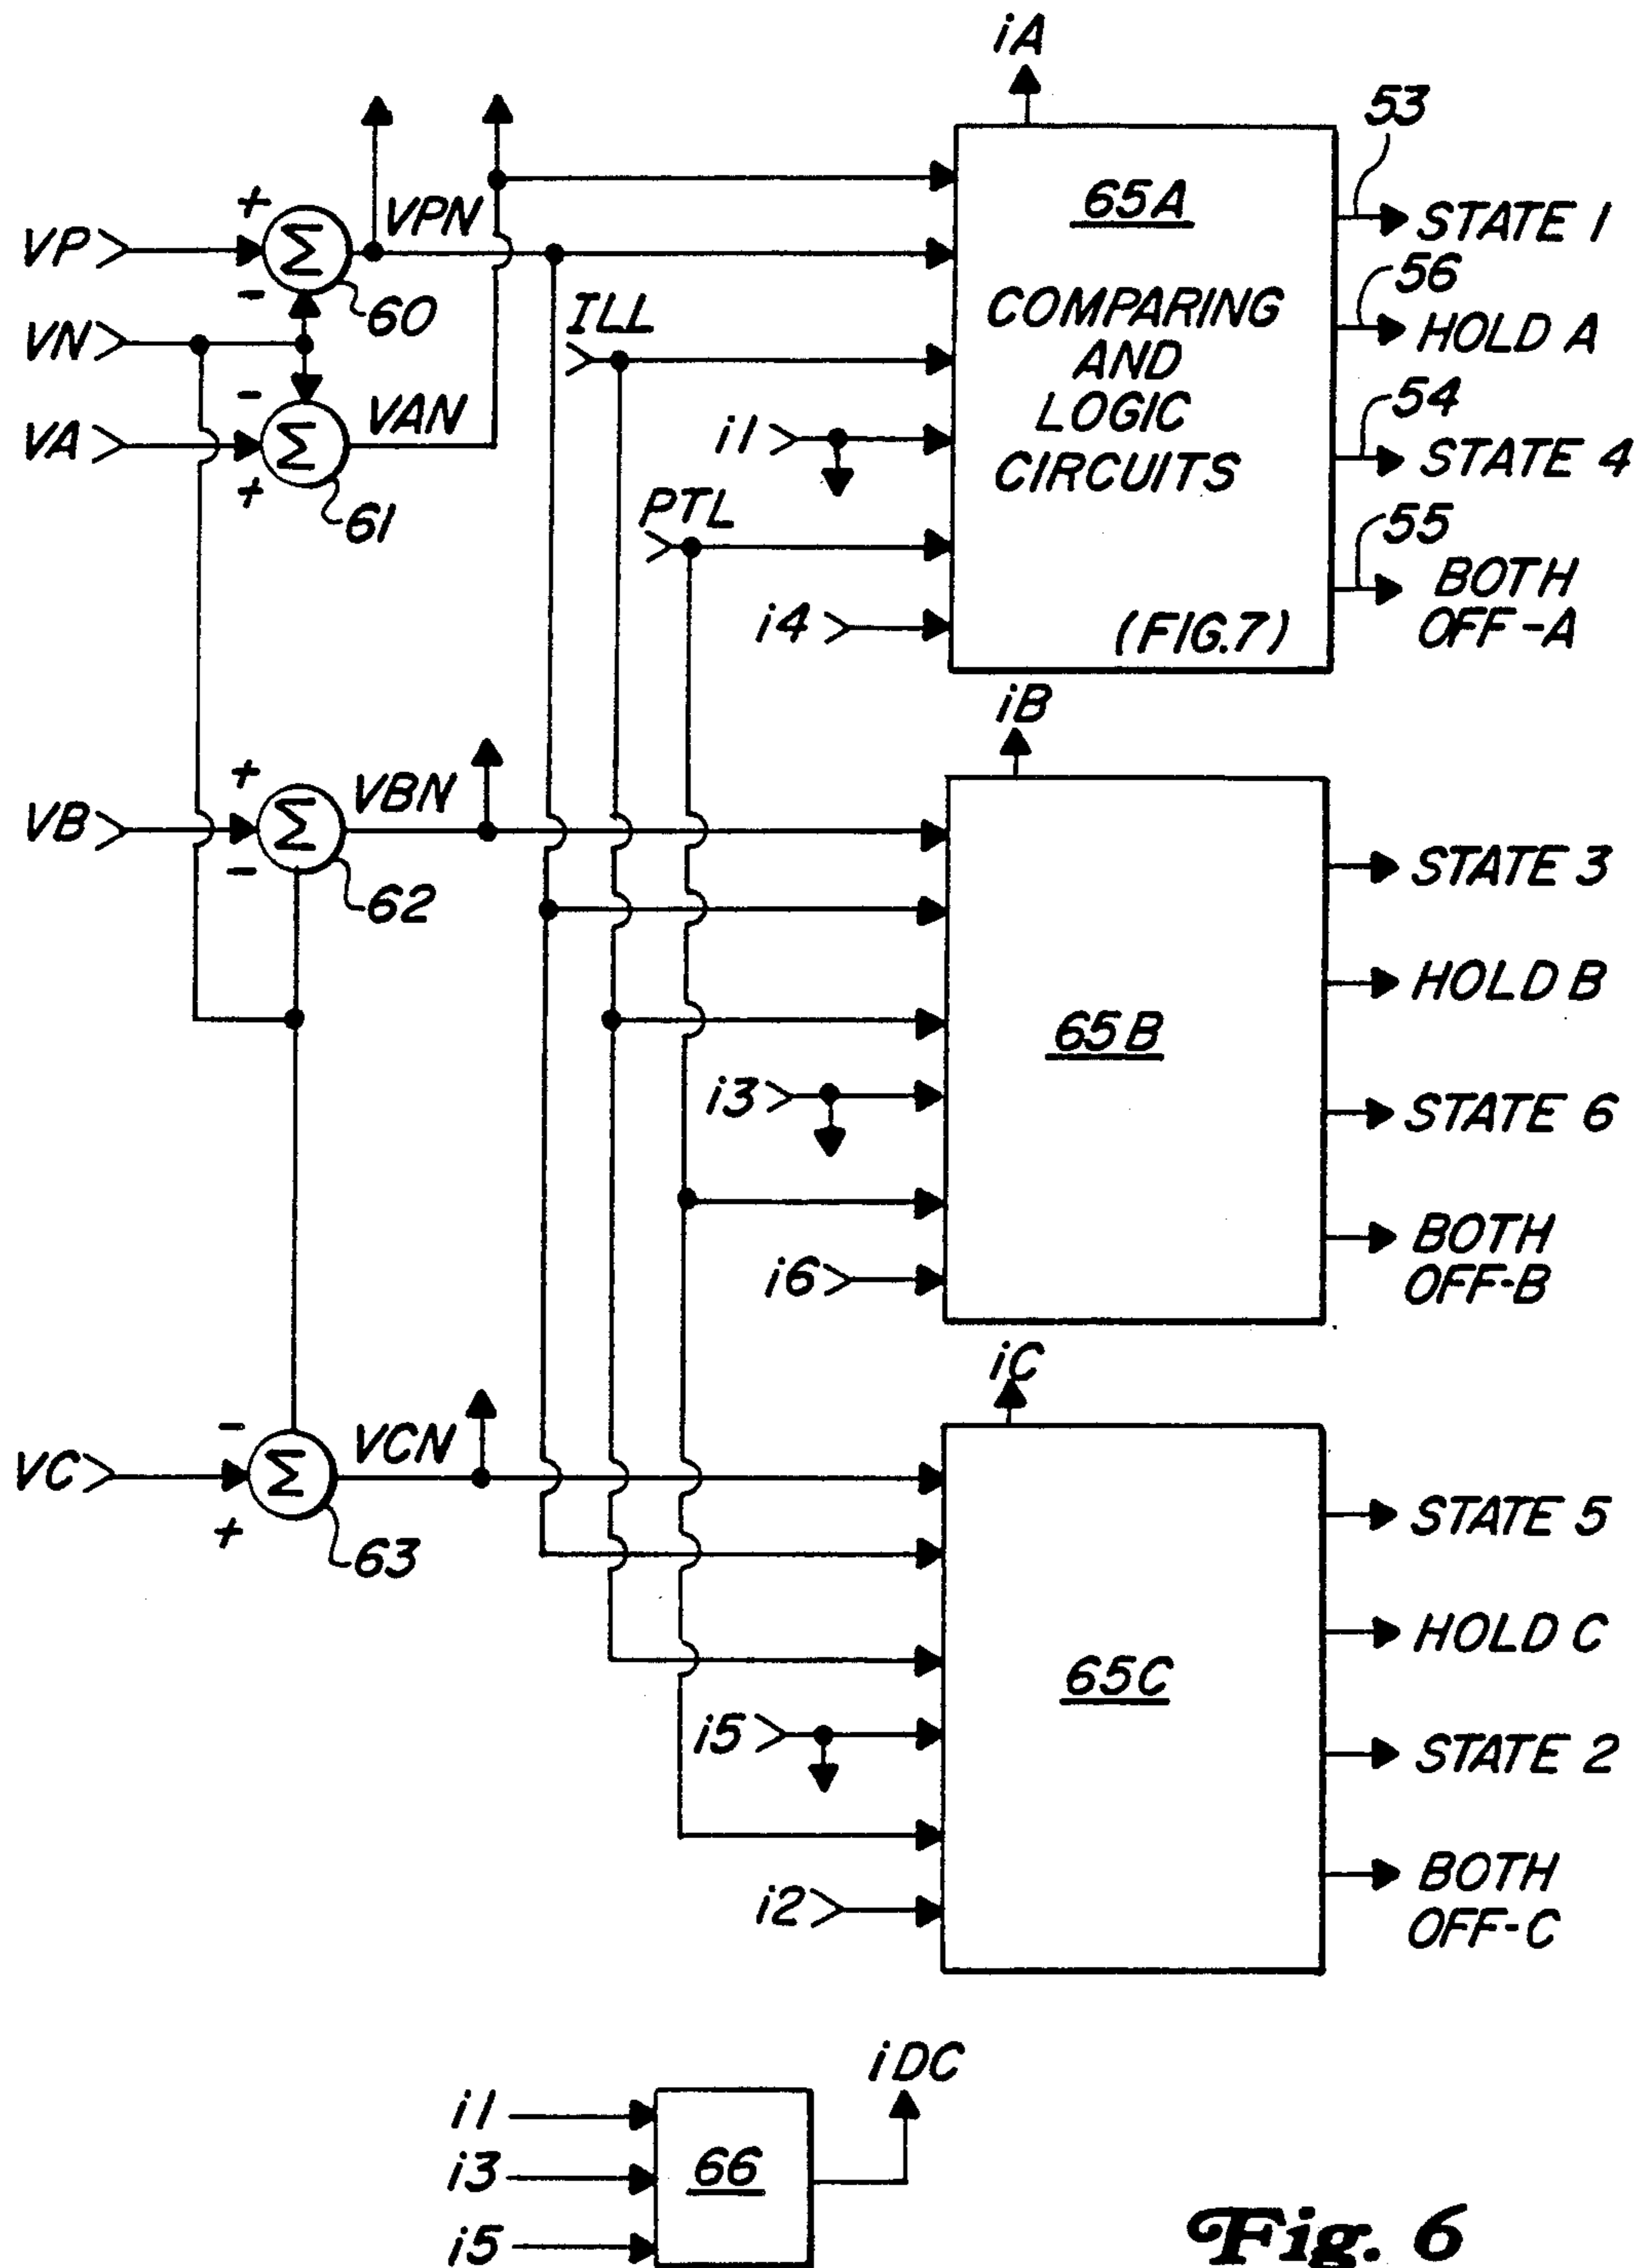 iA
53
VPN
65A
STATE 1
VP
+
Σ
-
60
56
ILL
COMPARING
AND
LOGIC
CIRCUITS
HOLD A
VN
-
VAN
54
VA
Σ
+
61
i1
STATE 4
PTL
55
BOTH
OFF-A
i4
(FIG.7)
iB
+
VBN
VB
Σ
-
62
STATE 3
HOLD B
65B
i3
STATE 6
BOTH
OFF-B
i6
iC
-
VCN
VC
Σ
+
63
STATE 5
HOLD C
65C
i5
STATE 2
BOTH
OFF-C
i2
iDC
i1
i3
66
i5
Fig. 6